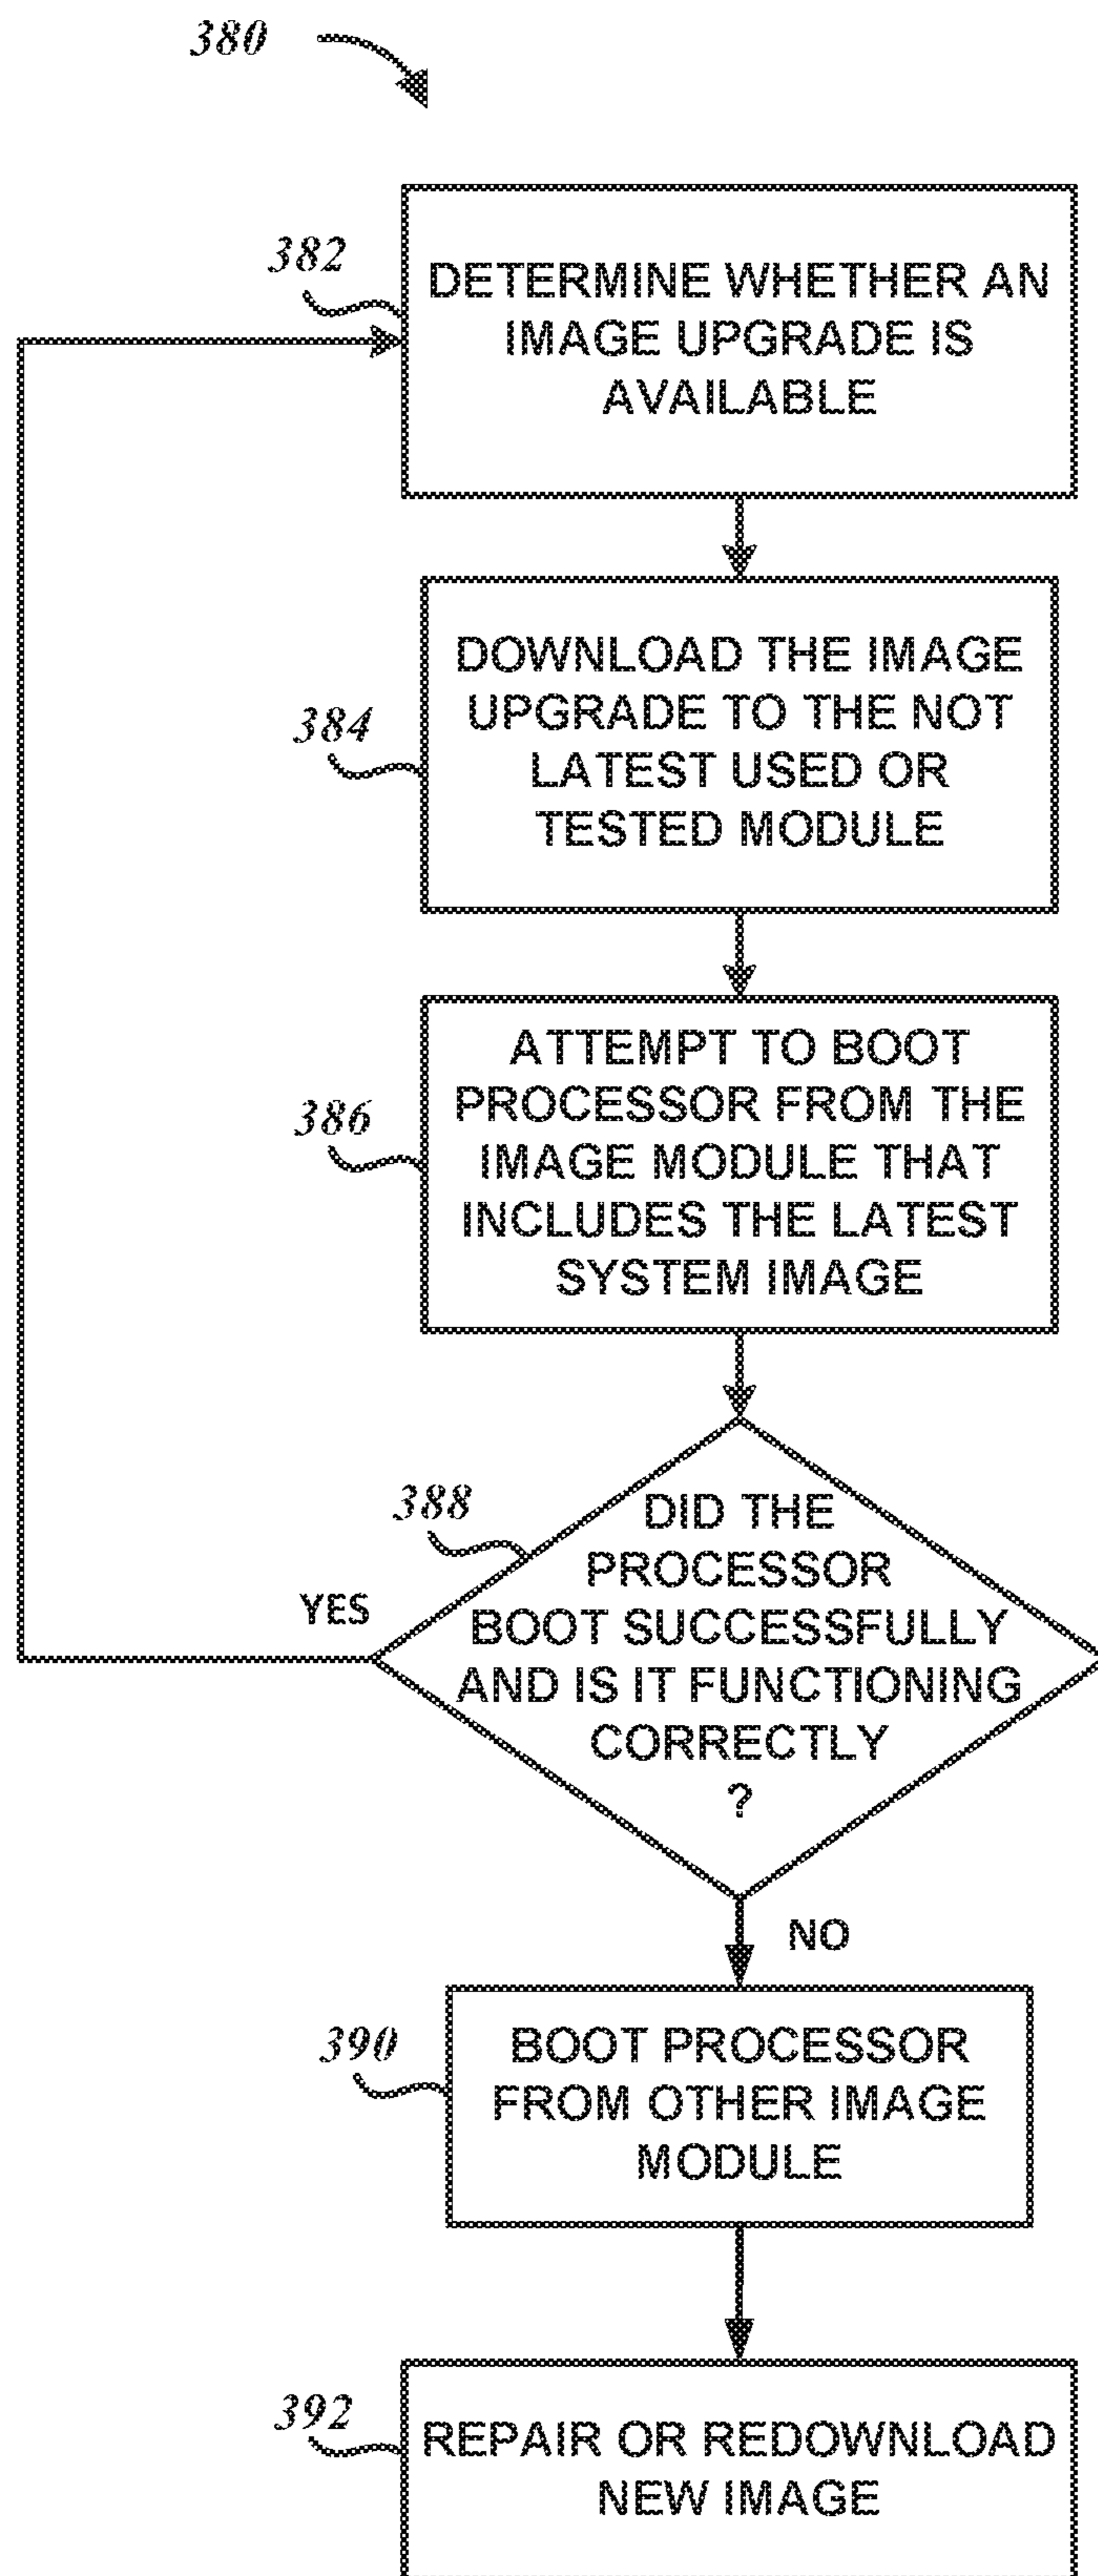 380
382
DETERMINE WHETHER AN
IMAGE UPGRADE IS
AVAILABLE
384
DOWNLOAD THE IMAGE
UPGRADE TO THE NOT
LATEST USED OR
TESTED MODULE
386
ATTEMPT TO BOOT
PROCESSOR FROM THE
IMAGE MODULE THAT
INCLUDES THE LATEST
SYSTEM IMAGE
388
DID THE
PROCESSOR
BOOT SUCCESSFULLY
AND IS IT FUNCTIONING
CORRECTLY
?
YES
NO
390
BOOT PROCESSOR
FROM OTHER IMAGE
MODULE
392
REPAIR OR REDOWNLOAD
NEW IMAGE